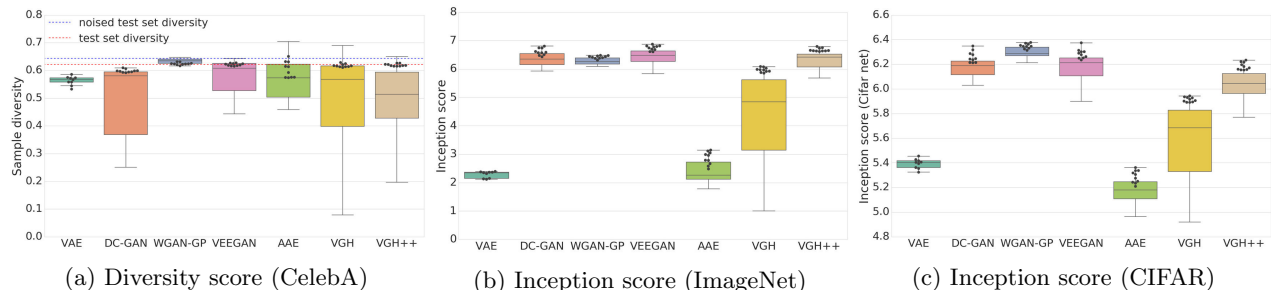 noised test set diversity
test set diversity
Sample diversity
0.8
0.7
0.6
0.5
0.4
0.3
0.2
0.1
0.0
VAE DC-GAN WGAN-GP VEEGAN AAE VGH VGH++
(a) Diversity score (CelebA)
Inception score
8
7
6
5
4
3
2
1
0
VAE DC-GAN WGAN-GP VEEGAN AAE VGH VGH++
(b) Inception score (ImageNet)
Inception score (Cifar net)
6.6
6.4
6.2
6.0
5.8
5.6
5.4
5.2
5.0
4.8
VAE DC-GAN WGAN-GP VEEGAN AAE VGH VGH++
(c) Inception score (CIFAR)